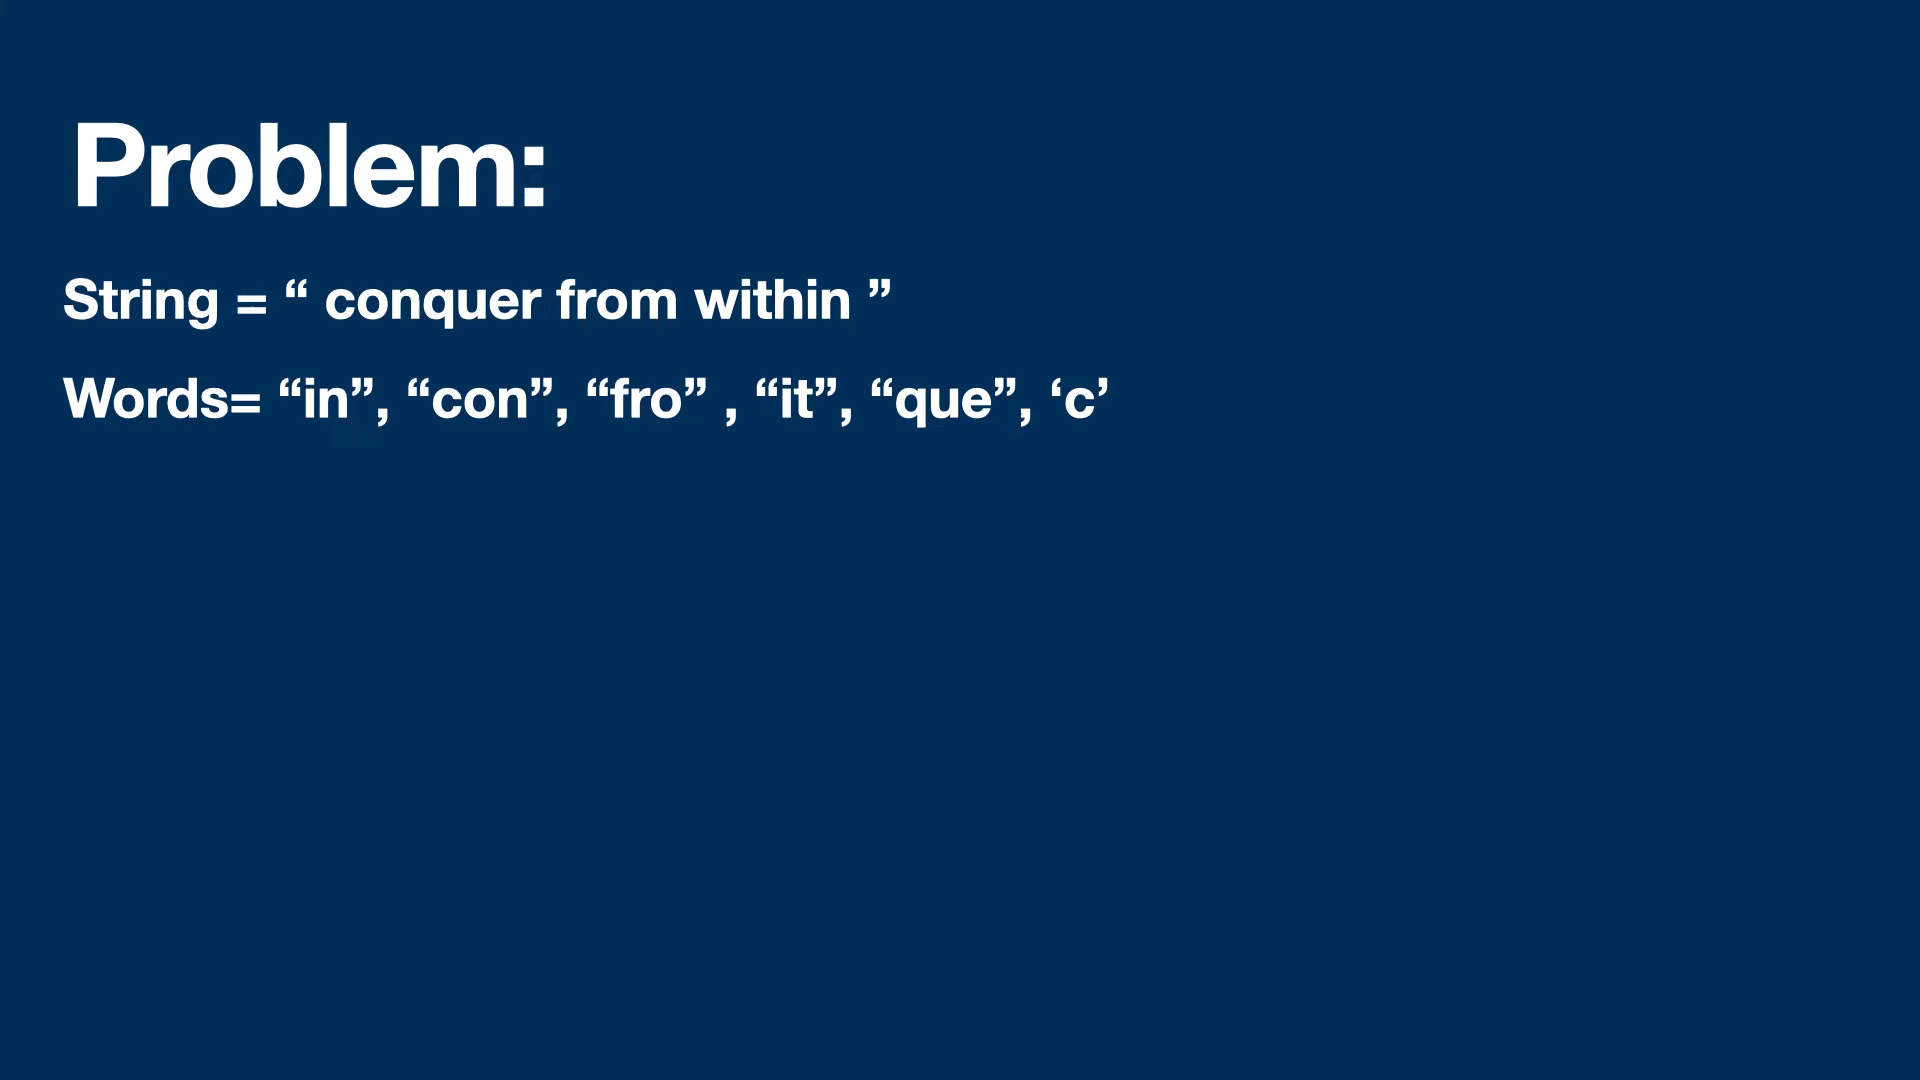 Problem:
String = “ conquer from within ”
Words= “in”, “con”, “fro” , “it”, “que”, ‘c’